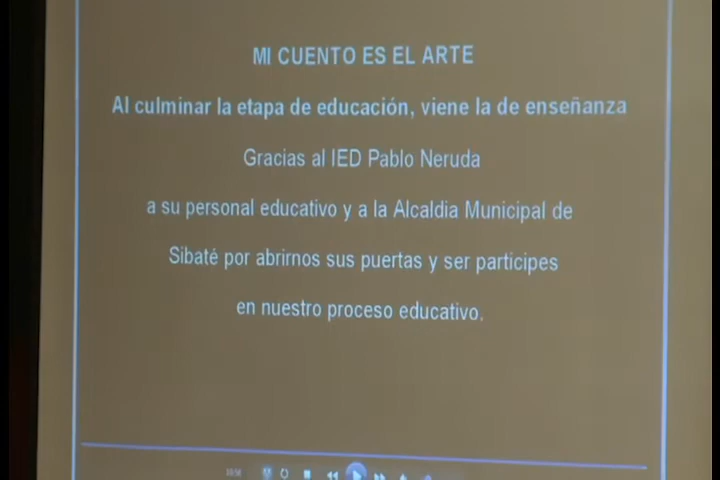 MI CUENTO ES EL ARTE
Al culminar la etapa de educación, viene la de enseñanza
Gracias al IED Pablo Neruda
a su personal educativo y a la Alcaldia Municipal de
Sibaté por abrirnos sus puertas y ser participes
en nuestro proceso educativo.